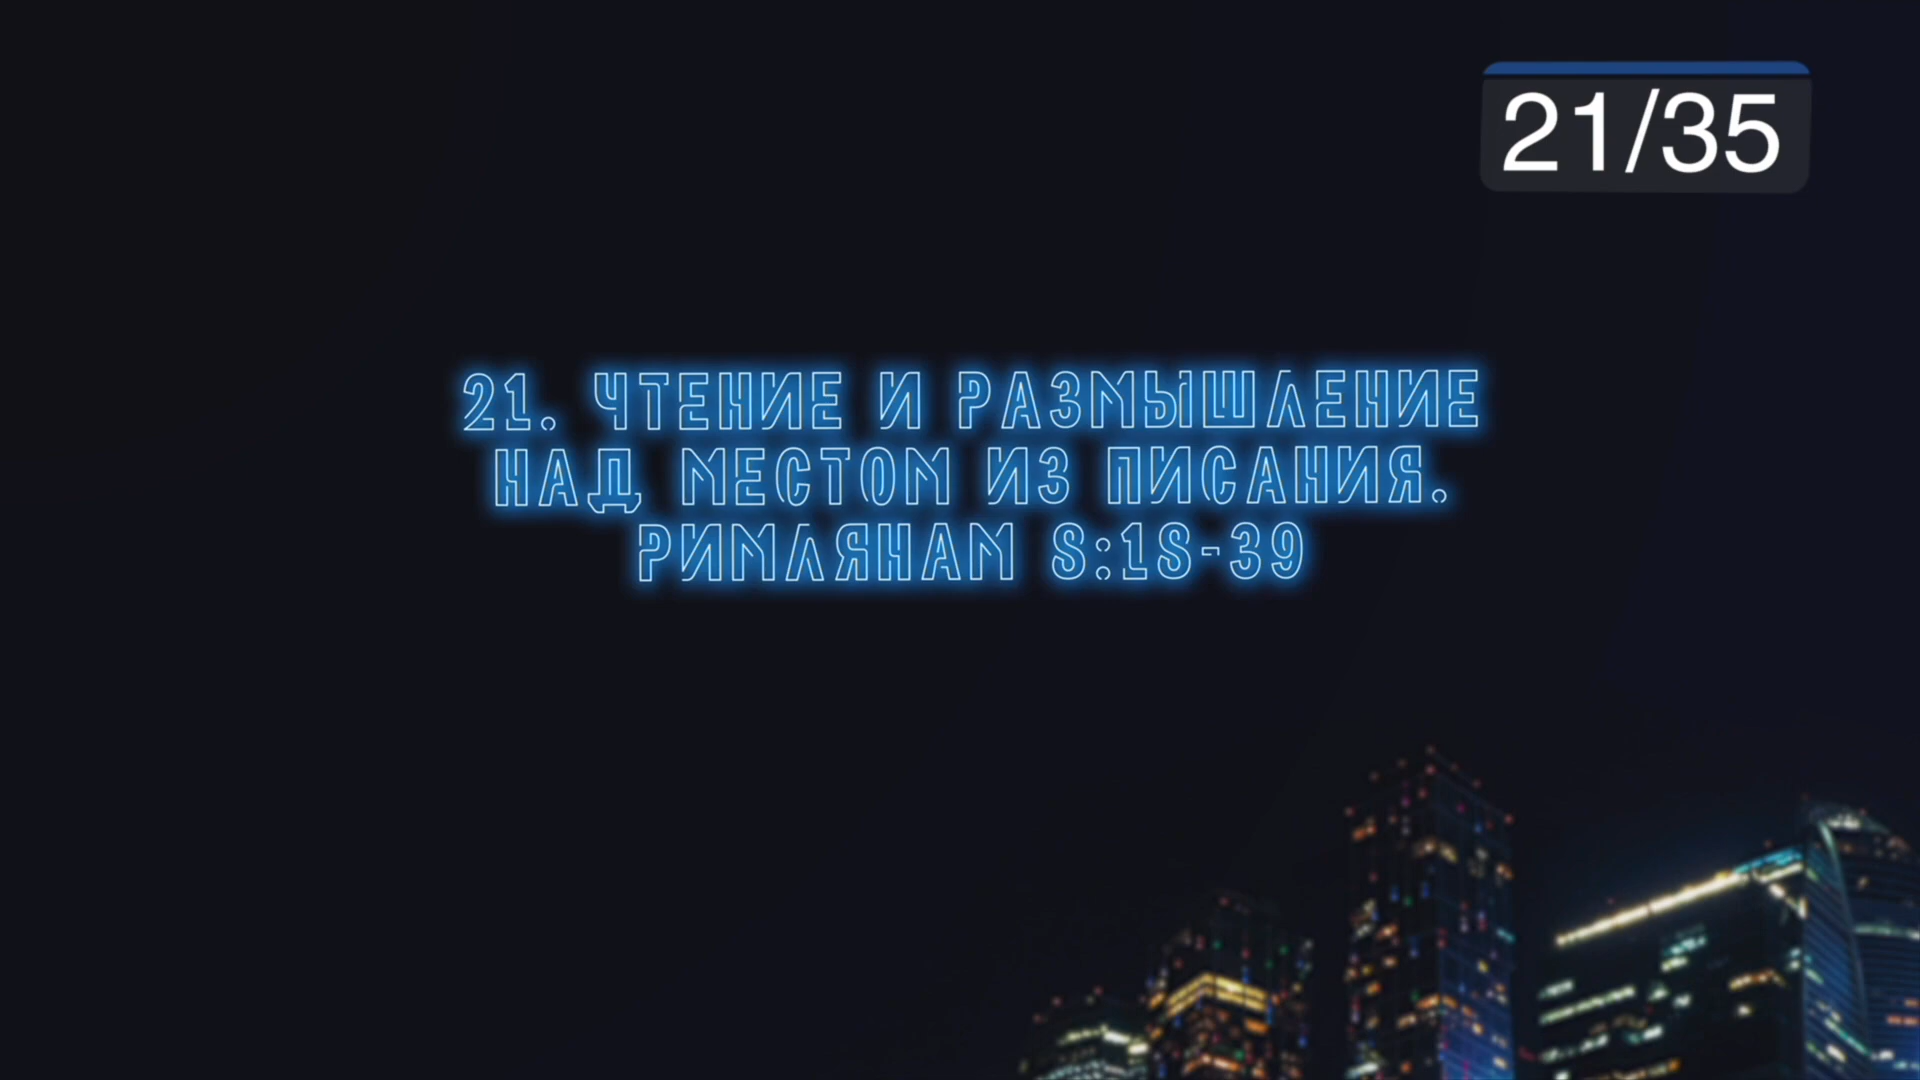 21/35
21. ЧТЕНИЕ И РАЗМЫШЛЕНИЕ
НАД МЕСТОМ ИЗ ПИСАНИЯ.
РИМЛЯНАМ 8:18-39